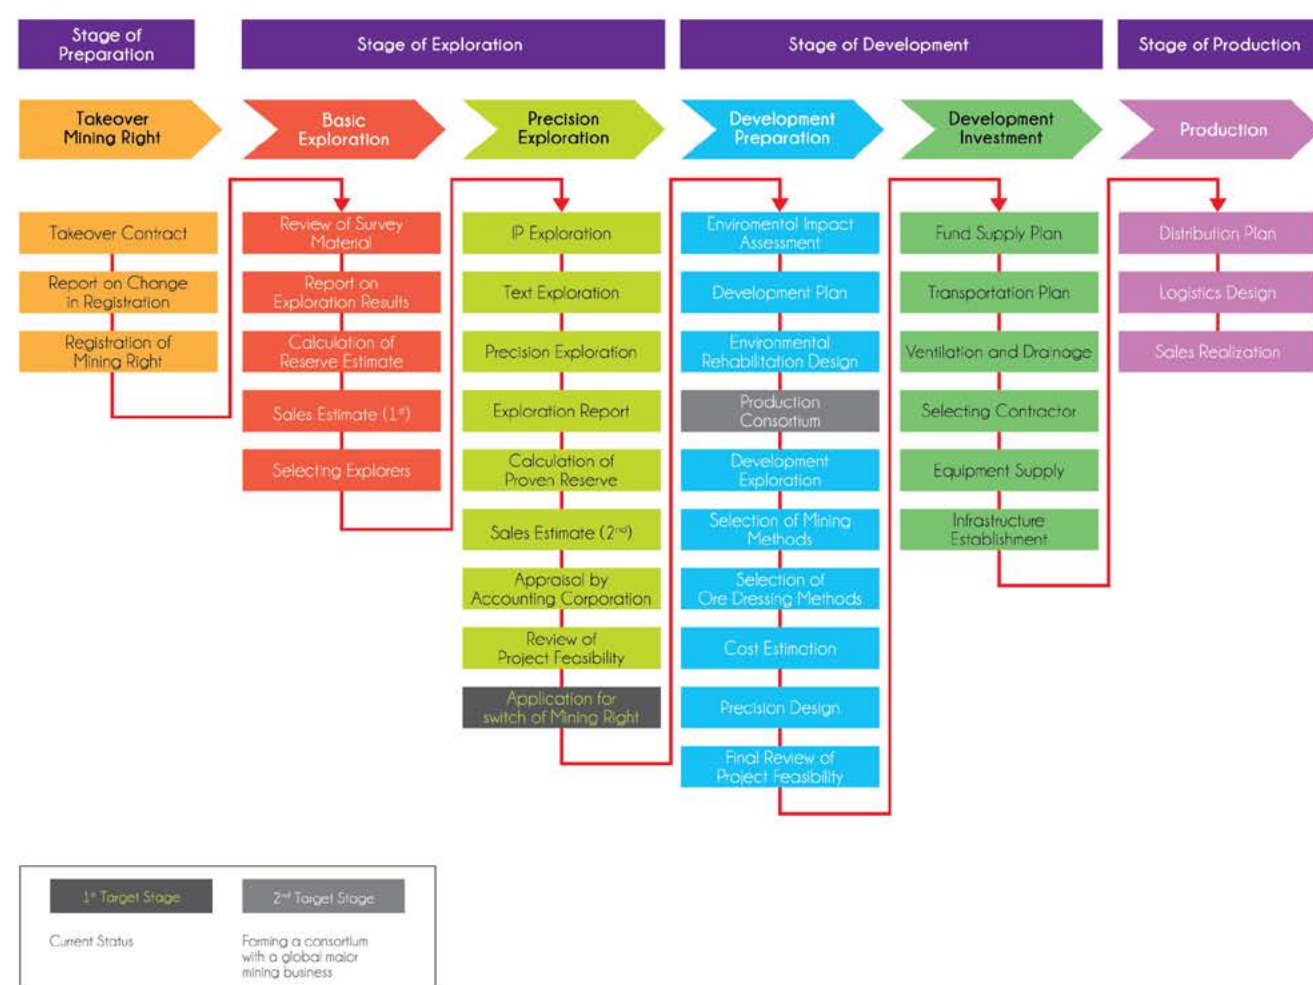 Stage of
Preparation
Stage of Exploration
Stage of Development
Stage of Production
Takeover
Mining Right
Basic
Exploration
Precision
Exploration
Development
Preparation
Development
Investment
Production
Takeover Contract
Report on Change
in Registration
Registration of
Mining Right
Review of Survey
Material
Report on
Exploration Results
Calculation of
Reserve Estimate
Sales Estimate (1st)
Selecting Explorers
IP Exploration
Text Exploration
Precision Exploration
Exploration Report
Calculation of
Proven Reserve
Sales Estimate (2nd)
Appraisal by
Accounting Corporation
Review of
Project Feasibility
Application for
switch of Mining Right
Enviromental Impact
Assessment
Development Plan
Environmental
Rehabilitation Design
Production
Consortium
Development
Exploration
Selection of Mining
Methods
Selection of
Ore Dressing Methods
Cost Estimation
Precision Design
Final Review of
Project Feasibility
Fund Supply Plan
Transportation Plan
Ventilation and Drainage
Selecting Contractor
Equipment Supply
Infrastructure
Establishment
Distribution Plan
Logistics Design
Sales Realization
1st Target Stage
Current Status
2nd Target Stage
Forming a consortium
with a global major
mining business